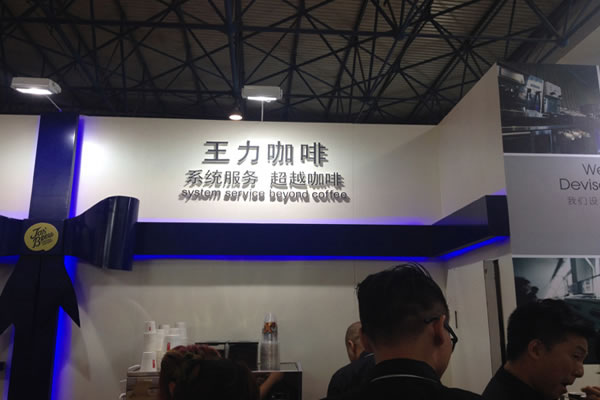 王力咖啡
系统服务 超越咖啡
system service beyond coffee
We
Devise
我们设